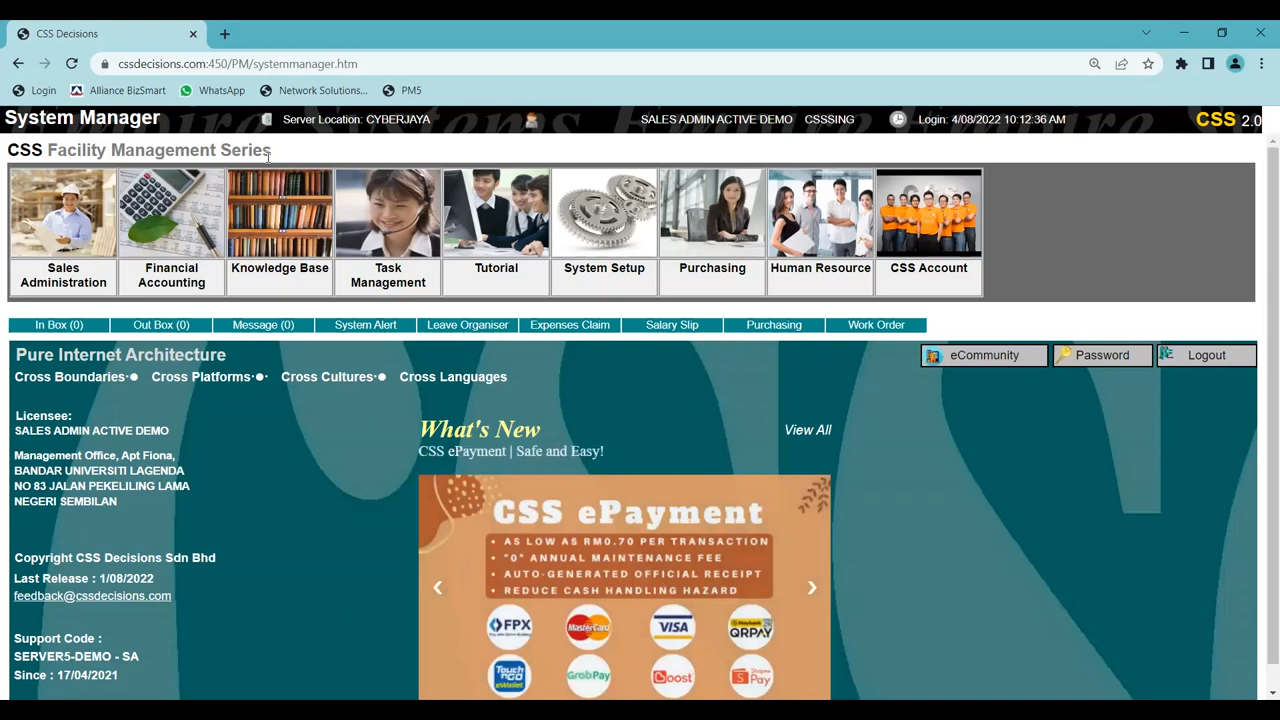 CSS Decisions
cssdecisions.com:450/PM/systemmanager.htm
Login Alliance BizSmart WhatsApp Network Solutions... PM5
System Manager Server Location: CYBERJAYA SALES ADMIN ACTIVE DEMO CSSSING Login: 4/08/2022 10:12:36 AM CSS 2.0
CSS Facility Management Series
Sales Administration
Financial Accounting
Knowledge Base
Task Management
Tutorial
System Setup
Purchasing
Human Resource
CSS Account
In Box (0) Out Box (0) Message (0) System Alert Leave Organiser Expenses Claim Salary Slip Purchasing Work Order
Pure Internet Architecture eCommunity Password Logout
Cross Boundaries·● Cross Platforms·●· Cross Cultures·● Cross Languages
Licensee:
SALES ADMIN ACTIVE DEMO
Management Office, Apt Fiona,
BANDAR UNIVERSITI LAGENDA
NO 83 JALAN PEKELILING LAMA
NEGERI SEMBILAN
Copyright CSS Decisions Sdn Bhd
Last Release : 1/08/2022
feedback@cssdecisions.com
Support Code :
SERVER5-DEMO - SA
Since : 17/04/2021
What's New View All
CSS ePayment | Safe and Easy!
CSS ePayment
• AS LOW AS RM0.70 PER TRANSACTION
• "0" ANNUAL MAINTENANCE FEE
• AUTO-GENERATED OFFICIAL RECEIPT
• REDUCE CASH HANDLING HAZARD
FPX MasterCard VISA Maybank QRPAY
Touch 'n GO eWallet GrabPay boost Shopee Pay